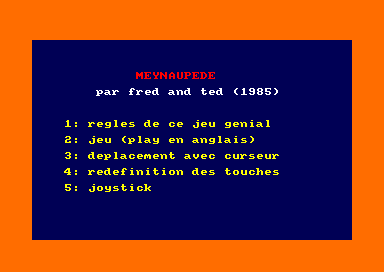 MEYNAUPEDE
par fred and ted (1985)
1: regles de ce jeu genial
2: jeu (play en anglais)
3: deplacement avec curseur
4: redefinition des touches
5: joystick